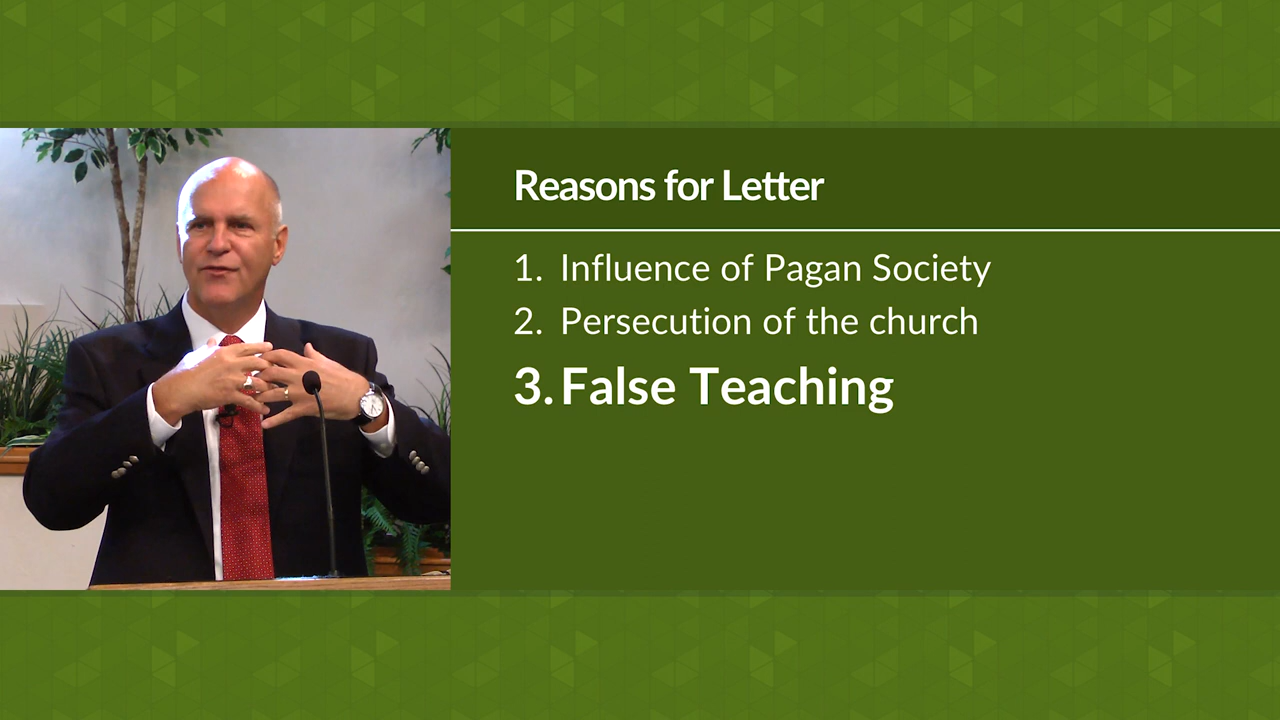 Reasons for Letter
1. Influence of Pagan Society
2. Persecution of the church
3. False Teaching